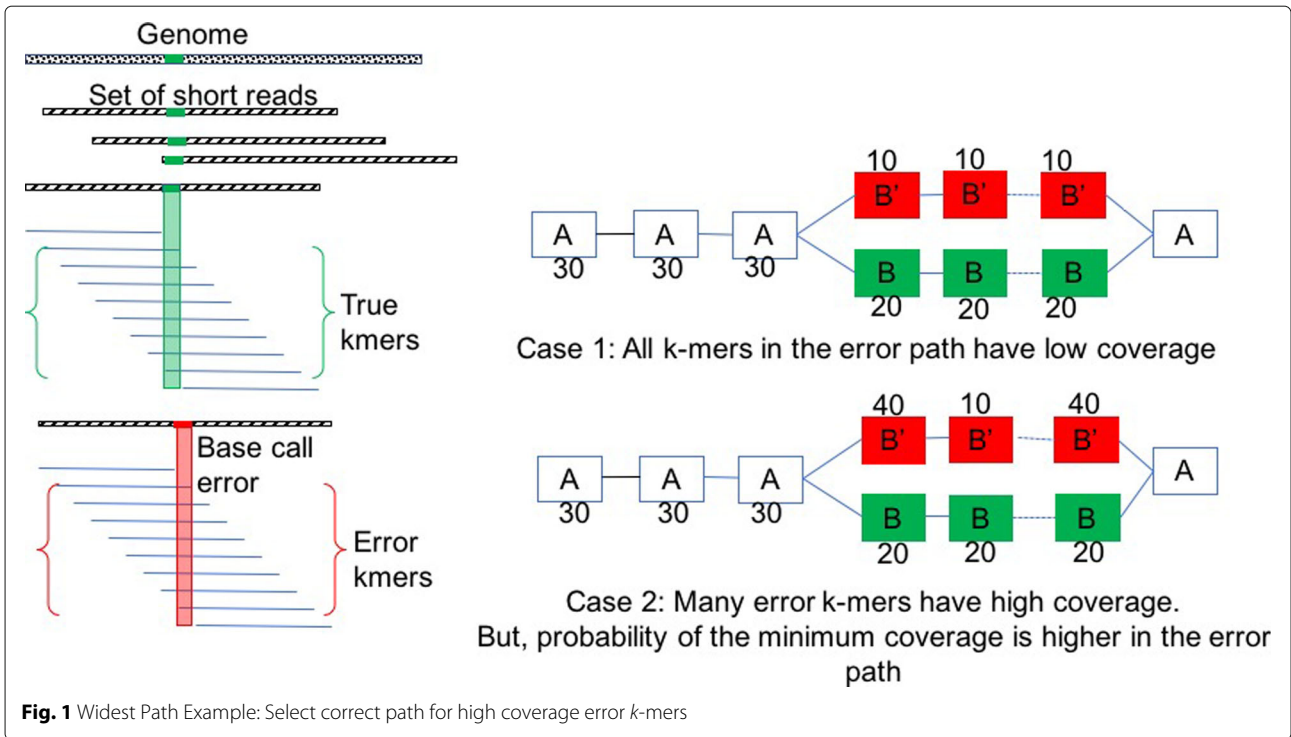 Genome
Set of short reads
True
kmers
Base call
error
Error
kmers
10 10 10
B' B' B'
A A A A
30 30 30
B B B
20 20 20
Case 1: All k-mers in the error path have low coverage
40 10 40
B' B' B'
A A A A
30 30 30
B B B
20 20 20
Case 2: Many error k-mers have high coverage.
But, probability of the minimum coverage is higher in the error
path
Fig. 1 Widest Path Example: Select correct path for high coverage error k-mers